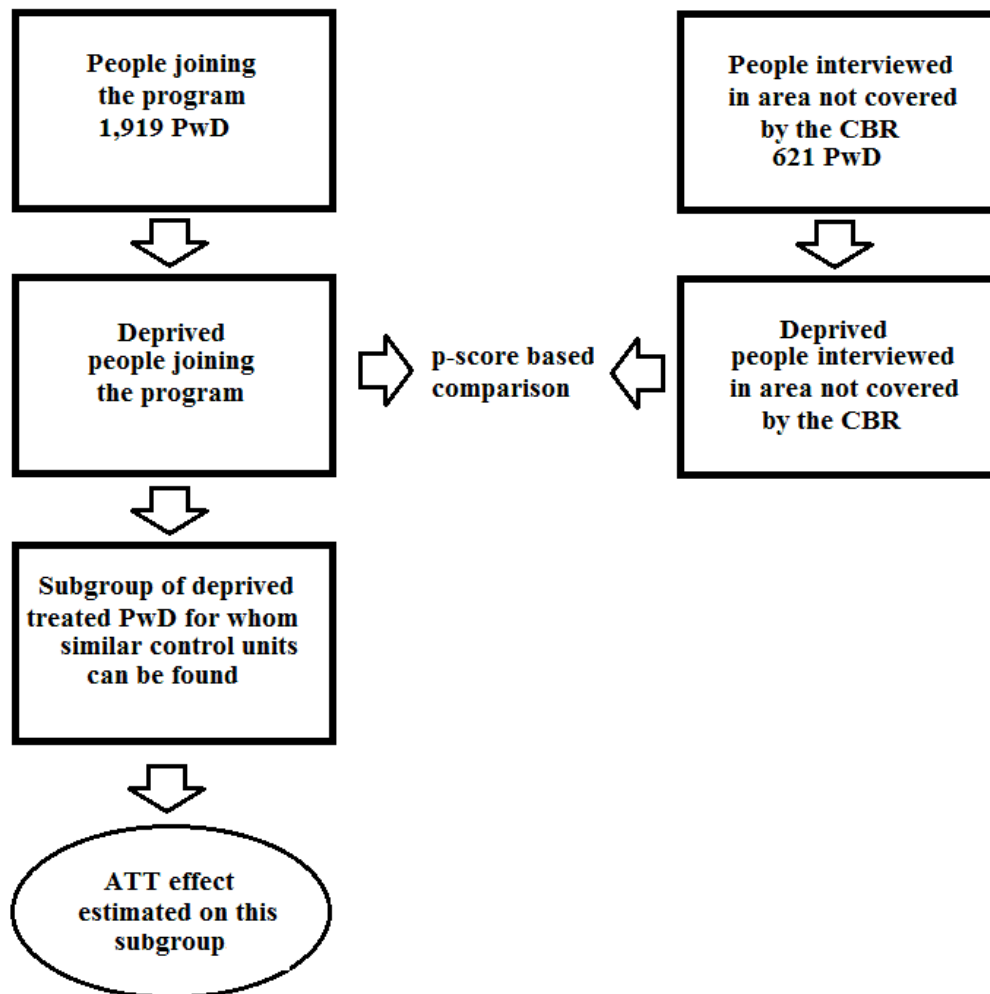 People joining
the program
1,919 PwD
People interviewed
in area not covered
by the CBR
621 PwD
Deprived
people joining
the program
p-score based
comparison
Deprived
people interviewed
in area not covered
by the CBR
Subgroup of deprived
treated PwD for whom
similar control units
can be found
ATT effect
estimated on this
subgroup